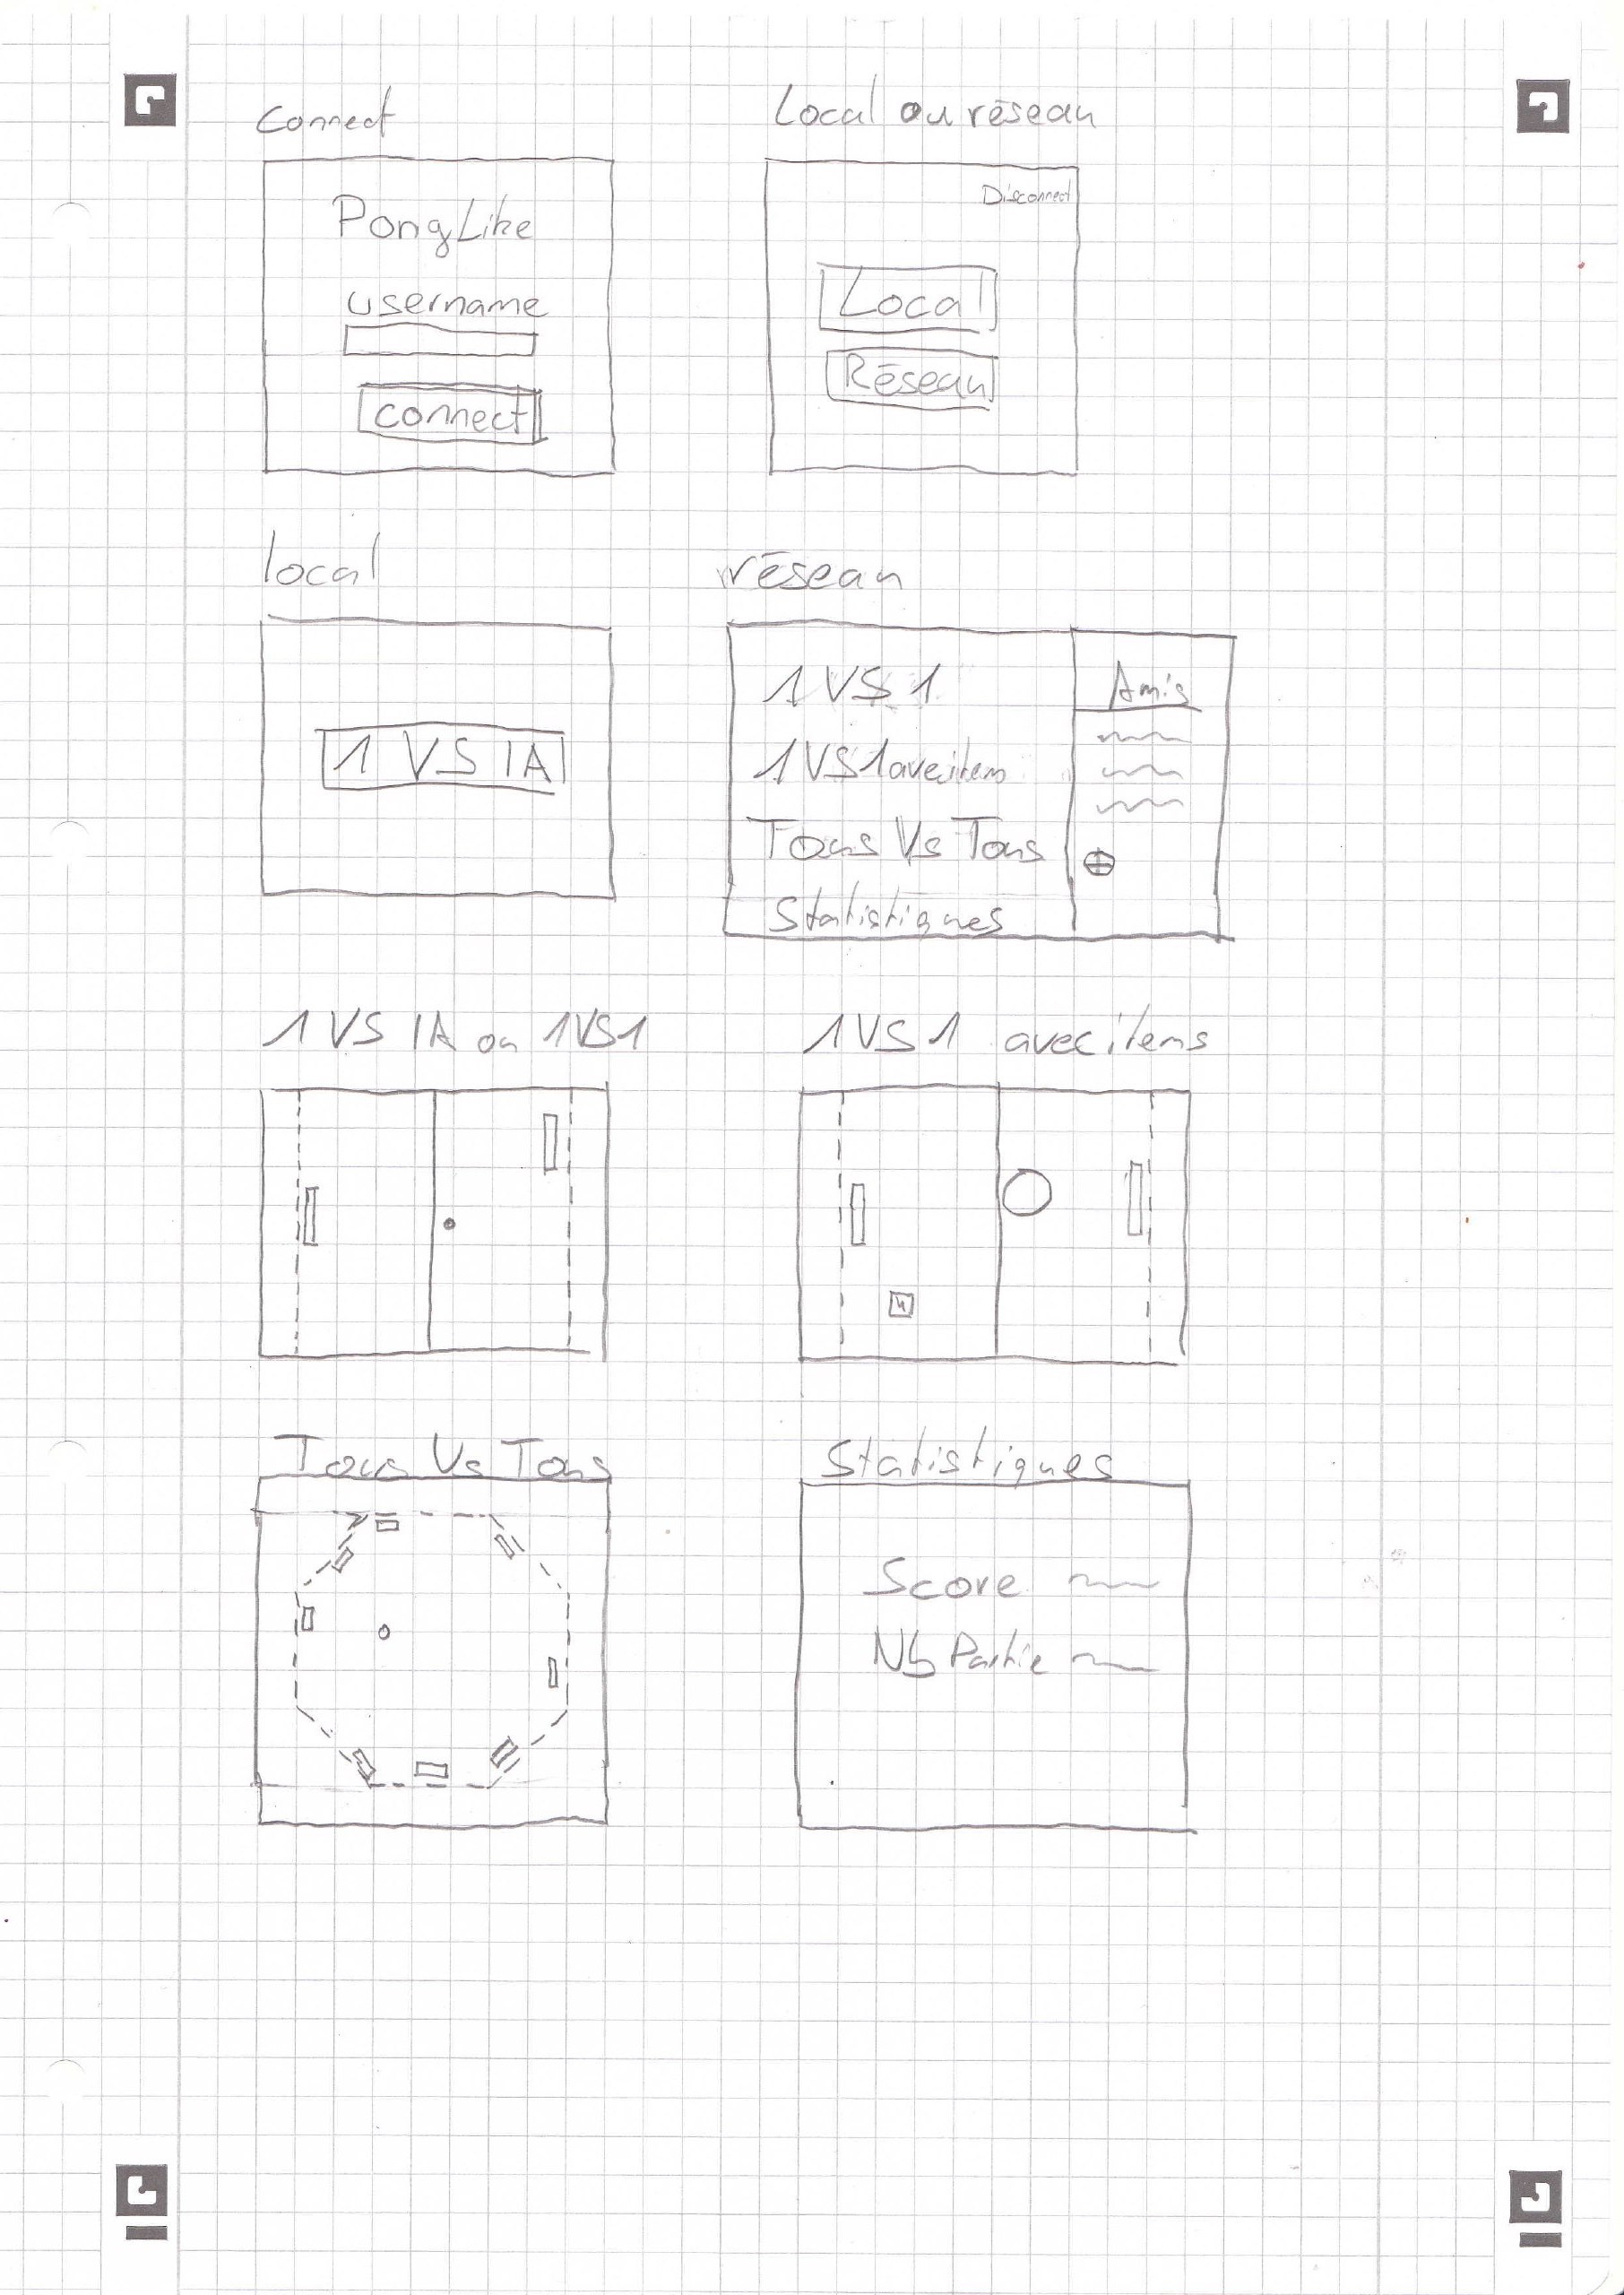 Connect
PongLike
username
connect
Local ou réseau
Disconnect
Local
Réseau
local
1 VS IA
réseau
1 VS 1
1 VS 1 avec item
Tous Vs Tous
Statistiques
Amis
1 VS IA ou 1VS1
1 VS 1 avec items
Tous Vs Tous
Statistiques
Score
Nb Partie